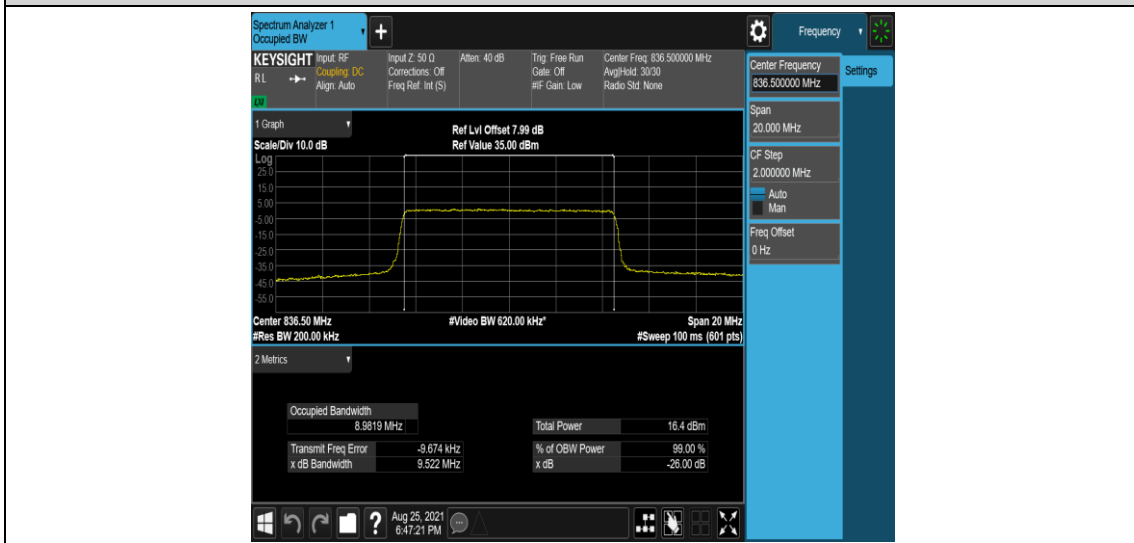 Spectrum Analyzer 1
Occupied BW
+
Frequency
KEYSIGHT
RL
LXI
Input: RF
Coupling: DC
Align: Auto
Input Z: 50 Ω
Corrections: Off
Freq Ref: Int (S)
Atten: 40 dB
Trig: Free Run
Gate: Off
#IF Gain: Low
Center Freq: 836.500000 MHz
Avg|Hold: 30/30
Radio Std: None
Center Frequency
836.500000 MHz
Settings
Span
20.000 MHz
CF Step
2.000000 MHz
Auto
Man
Freq Offset
0 Hz
1 Graph
Scale/Div 10.0 dB
Ref Lvl Offset 7.99 dB
Ref Value 35.00 dBm
Log
25.0
15.0
5.00
-5.00
-15.0
-25.0
-35.0
-45.0
-55.0
Center 836.50 MHz
#Video BW 620.00 kHz*
Span 20 MHz
#Res BW 200.00 kHz
#Sweep 100 ms (601 pts)
2 Metrics
Occupied Bandwidth
8.9819 MHz
Total Power 16.4 dBm
Transmit Freq Error -9.674 kHz
% of OBW Power 99.00 %
x dB Bandwidth 9.522 MHz
x dB -26.00 dB
?
Aug 25, 2021
6:47:21 PM